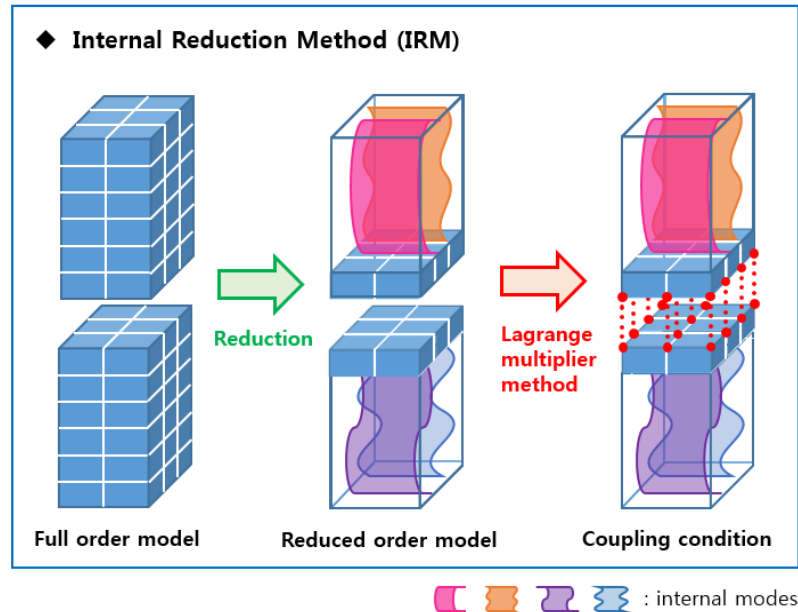 ◆ Internal Reduction Method (IRM)
Reduction
Lagrange
multiplier
method
Full order model
Reduced order model
Coupling condition
: internal modes